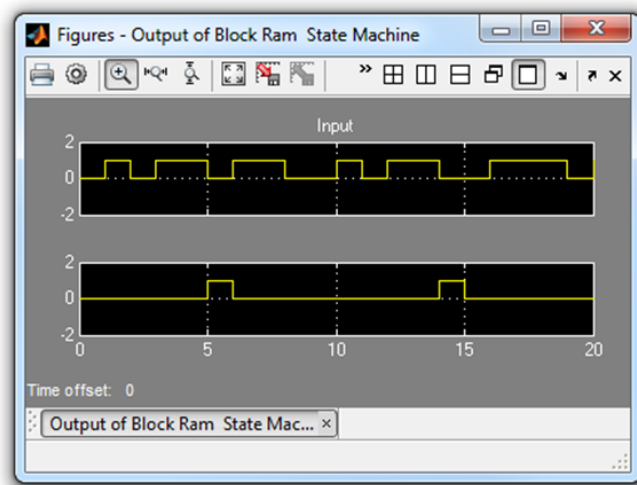 Figures - Output of Block Ram  State Machine
»
Input
2
0
-2
2
0
-2
0 5 10 15 20
Time offset: 0
Output of Block Ram  State Mac... ×